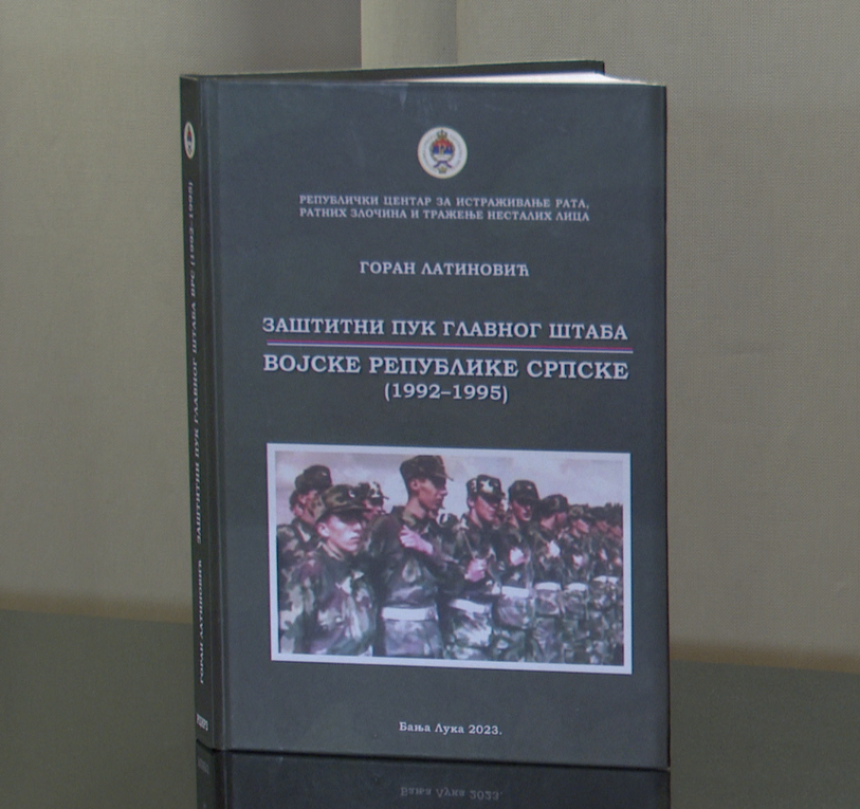 РЕПУБЛИЧКИ ЦЕНТАР ЗА ИСТРАЖИВАЊЕ РАТА,
РАТНИХ ЗЛОЧИНА И ТРАЖЕЊЕ НЕСТАЛИХ ЛИЦА
ГОРАН ЛАТИНОВИЋ
ЗАШТИТНИ ПУК ГЛАВНОГ ШТАБА
ВОЈСКЕ РЕПУБЛИКЕ СРПСКЕ
(1992–1995)
Бања Лука 2023.
ГОРАН ЛАТИНОВИЋ ЗАШТИТНИ ПУК ГЛАВНОГ ШТАБА ВРС (1992–1995)